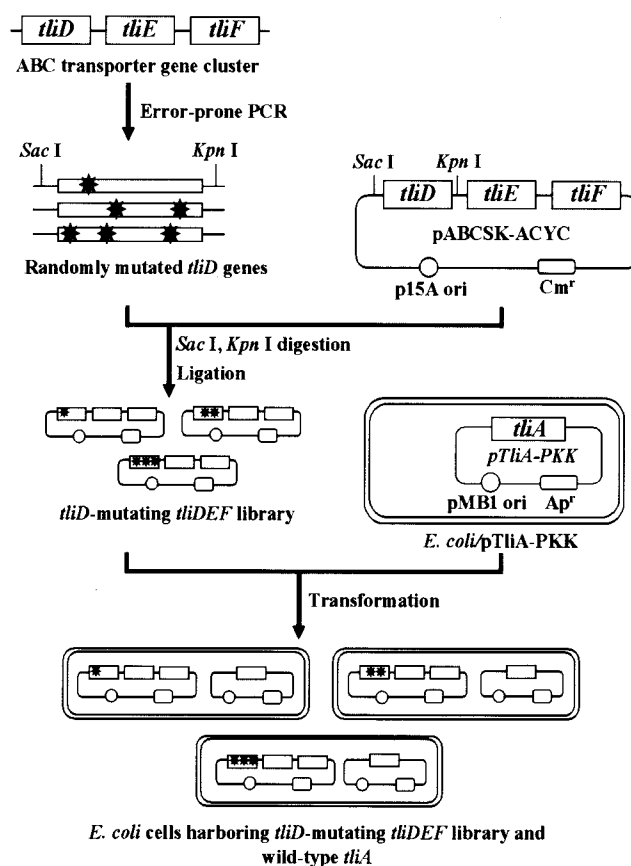 tliD tliE tliF
ABC transporter gene cluster
Error-prone PCR
Sac I Kpn I
Randomly mutated tliD genes
Sac I Kpn I
tliD tliE tliF
pABCSK-ACYC
p15A ori Cmʳ
Sac I, Kpn I digestion
Ligation
tliD-mutating tliDEF library
tliA
pTliA-PKK
pMB1 ori Apʳ
E. coli/pTliA-PKK
Transformation
E. coli cells harboring tliD-mutating tliDEF library and
wild-type tliA